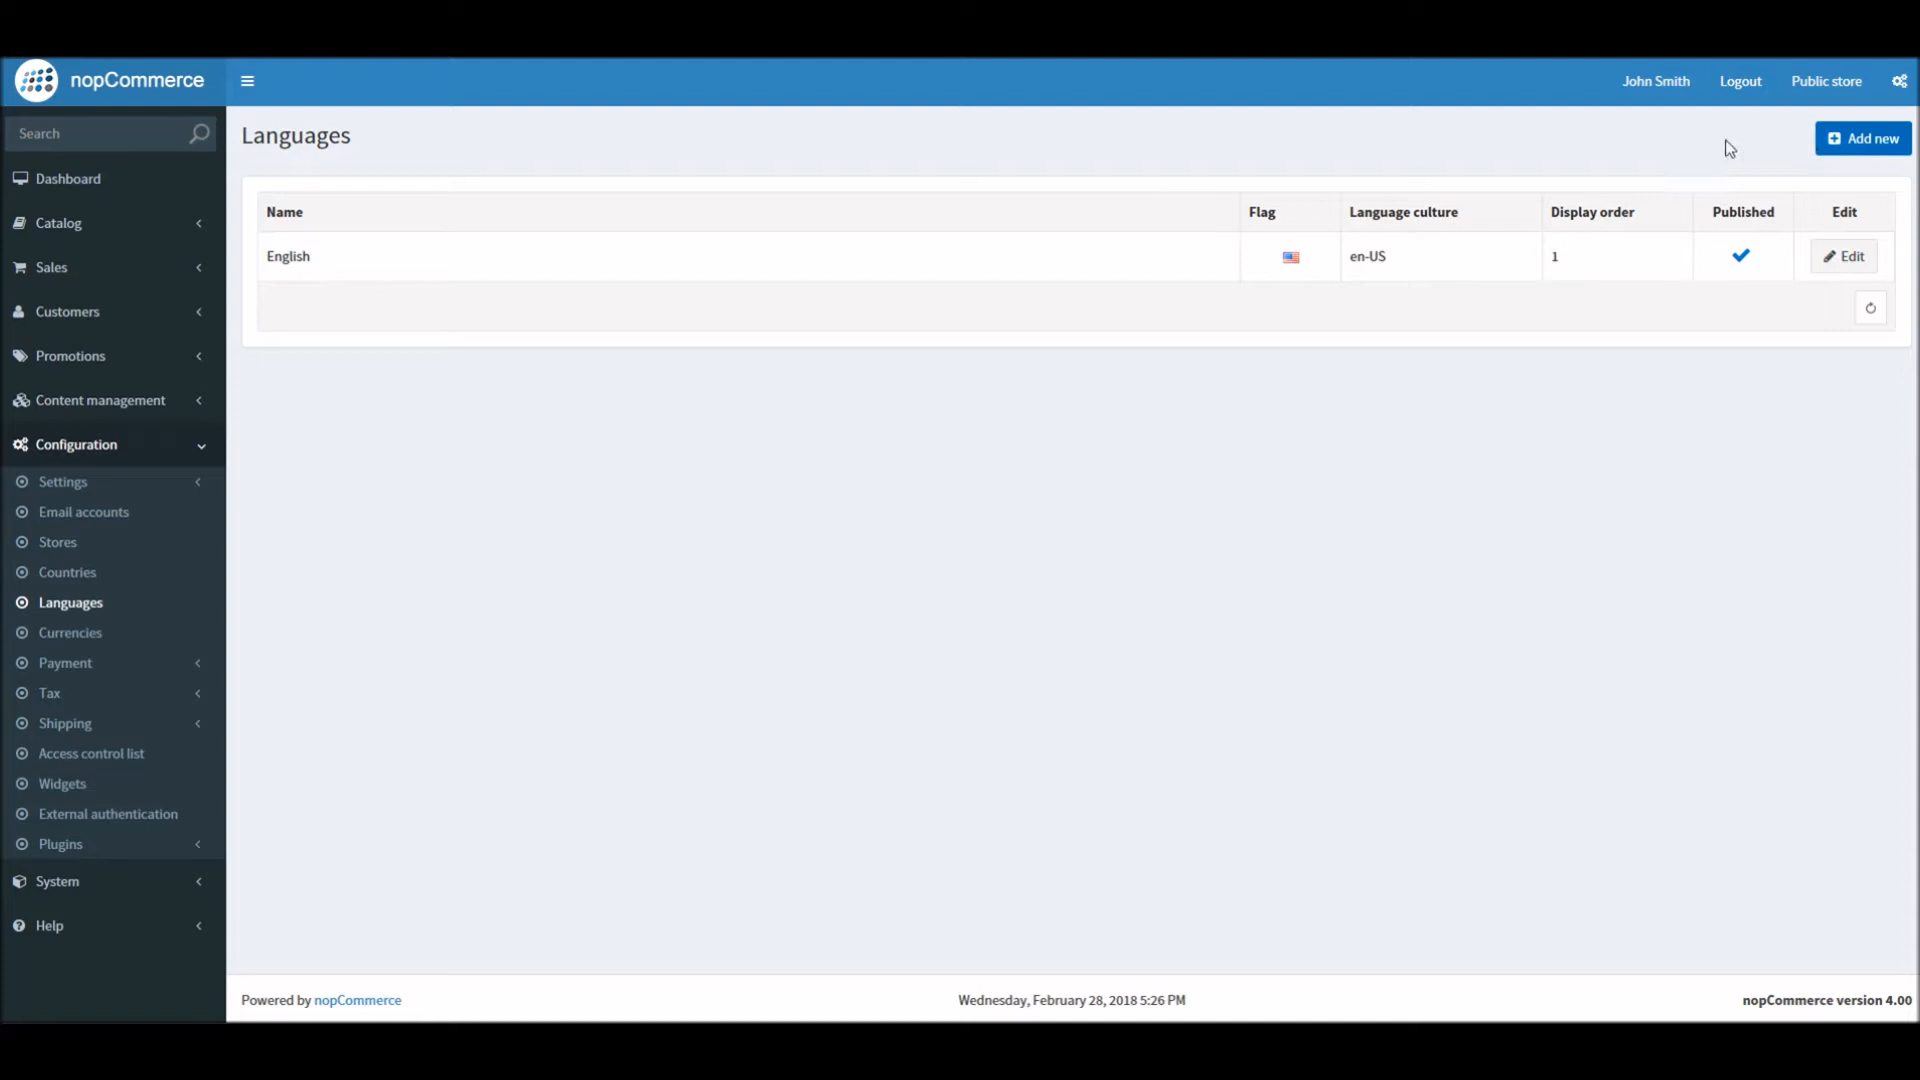 nopCommerce
John Smith Logout Public store
Search
Languages
Add new
Dashboard
Catalog
Sales
Customers
Promotions
Content management
Configuration
Settings
Email accounts
Stores
Countries
Languages
Currencies
Payment
Tax
Shipping
Access control list
Widgets
External authentication
Plugins
System
Help
Name Flag Language culture Display order Published Edit
English en-US 1 Edit
Powered by nopCommerce Wednesday, February 28, 2018 5:26 PM nopCommerce version 4.00